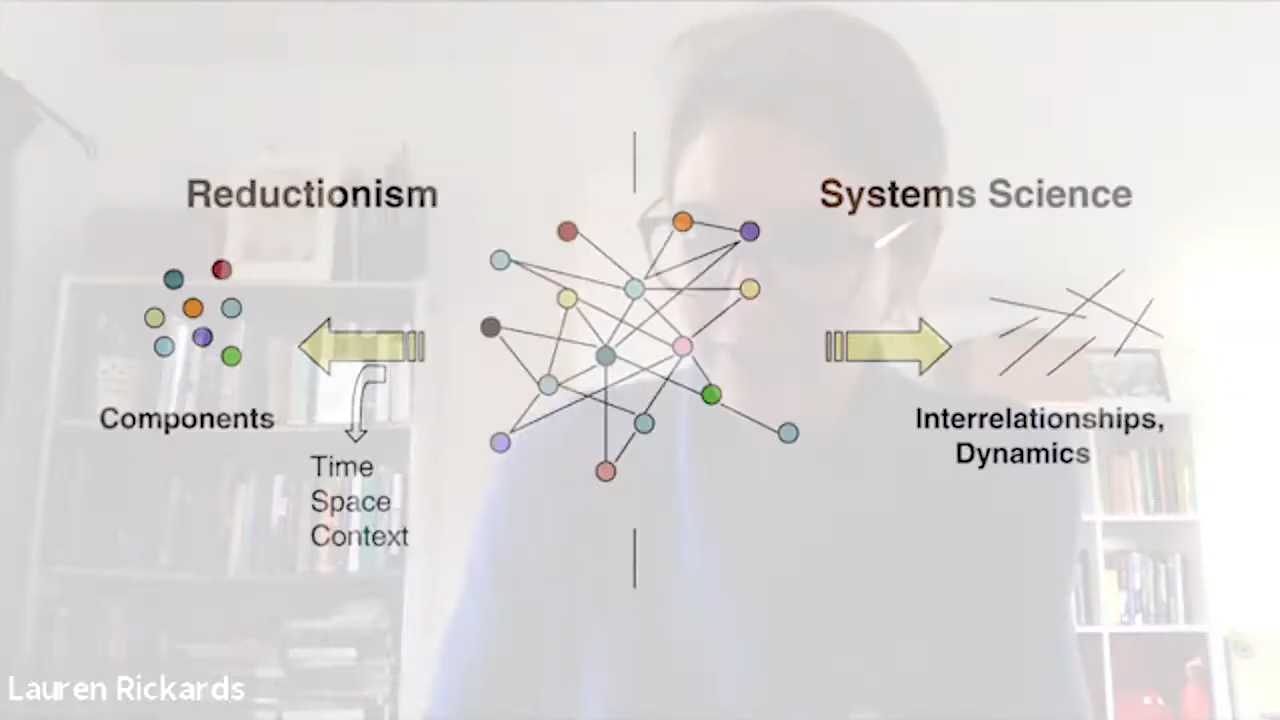 Reductionism
Systems Science
Components
Time
Space
Context
Interrelationships,
Dynamics
Lauren Rickards